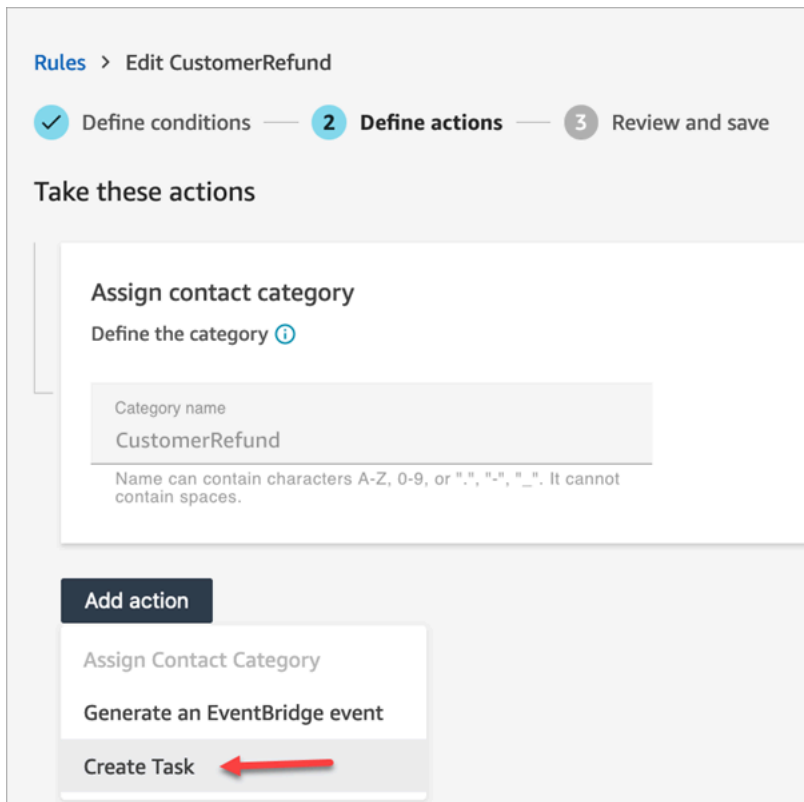 Rules > Edit CustomerRefund
Define conditions 2 Define actions 3 Review and save
Take these actions
Assign contact category
Define the category
Category name
CustomerRefund
Name can contain characters A-Z, 0-9, or ".", "-", "_". It cannot
contain spaces.
Add action
Assign Contact Category
Generate an EventBridge event
Create Task